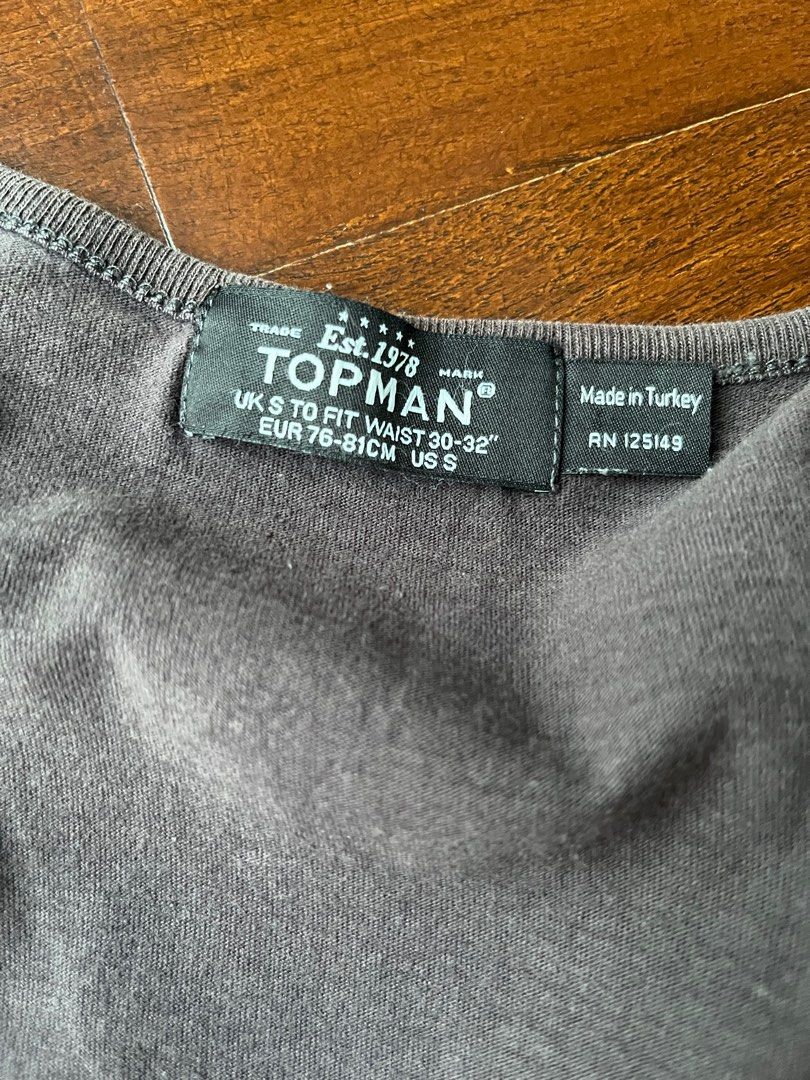 ★★★★★
Est. 1978
TRADE MARK
TOPMAN®
UK S TO FIT WAIST 30-32"
EUR 76-81CM US S
Made in Turkey
RN 125149